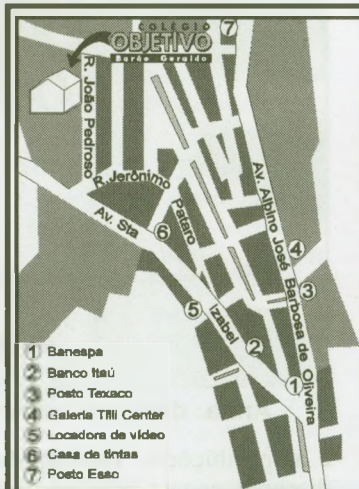 7
COLÉGIO
OBJETIVO
Barão Geraldo
R. João Pedroso
R. Jerônimo
Pataro
Av. Sta
Izabel
Av. Albino José Barbosa de Oliveira
6
4
3
5
2
1
1 Banespa
2 Banco Itaú
3 Posto Texaco
4 Galeria Tilli Center
5 Locadora de vídeo
6 Casa de tintas
7 Posto Esso